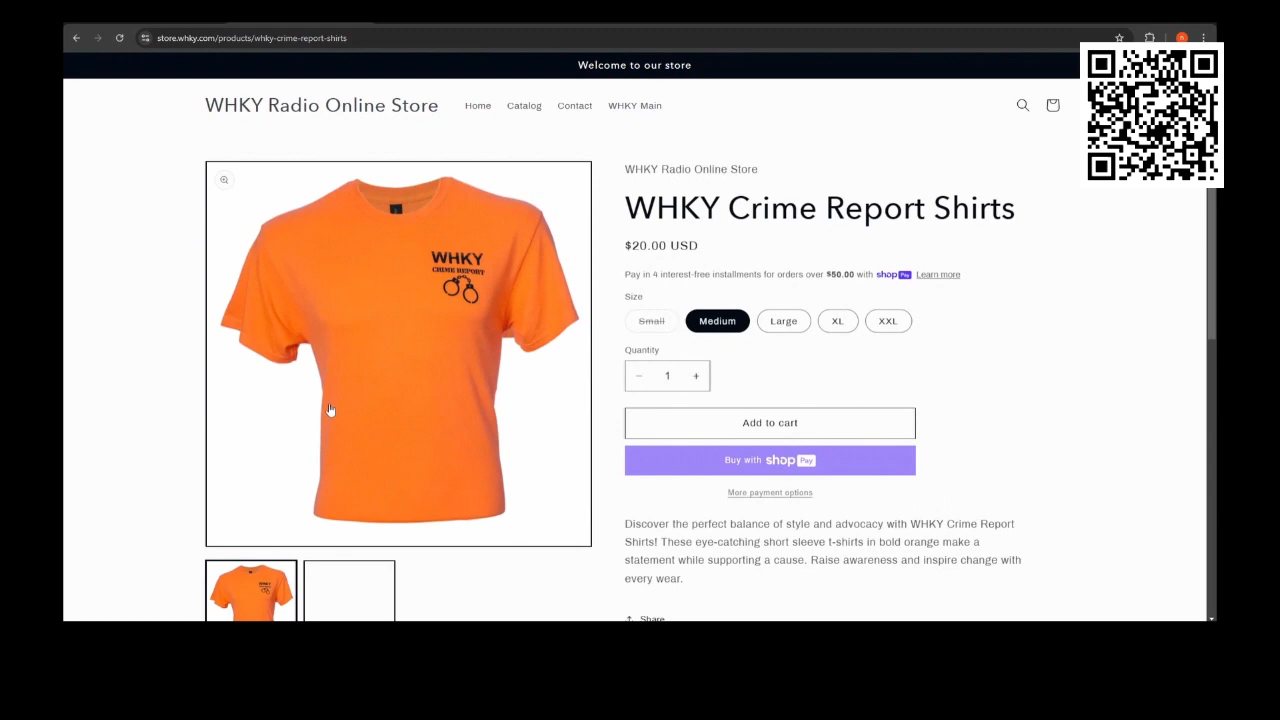 store.whky.com/products/whky-crime-report-shirts
Welcome to our store
WHKY Radio Online Store
Home
Catalog
Contact
WHKY Main
WHKY
CRIME REPORT
WHKY Radio Online Store
WHKY Crime Report Shirts
$20.00 USD
Pay in 4 interest-free installments for orders over $50.00 with shop Pay Learn more
Size
Small
Medium
Large
XL
XXL
Quantity
− 1 +
Add to cart
Buy with shop Pay
More payment options
Discover the perfect balance of style and advocacy with WHKY Crime Report
Shirts! These eye-catching short sleeve t-shirts in bold orange make a
statement while supporting a cause. Raise awareness and inspire change with
every wear.
Share